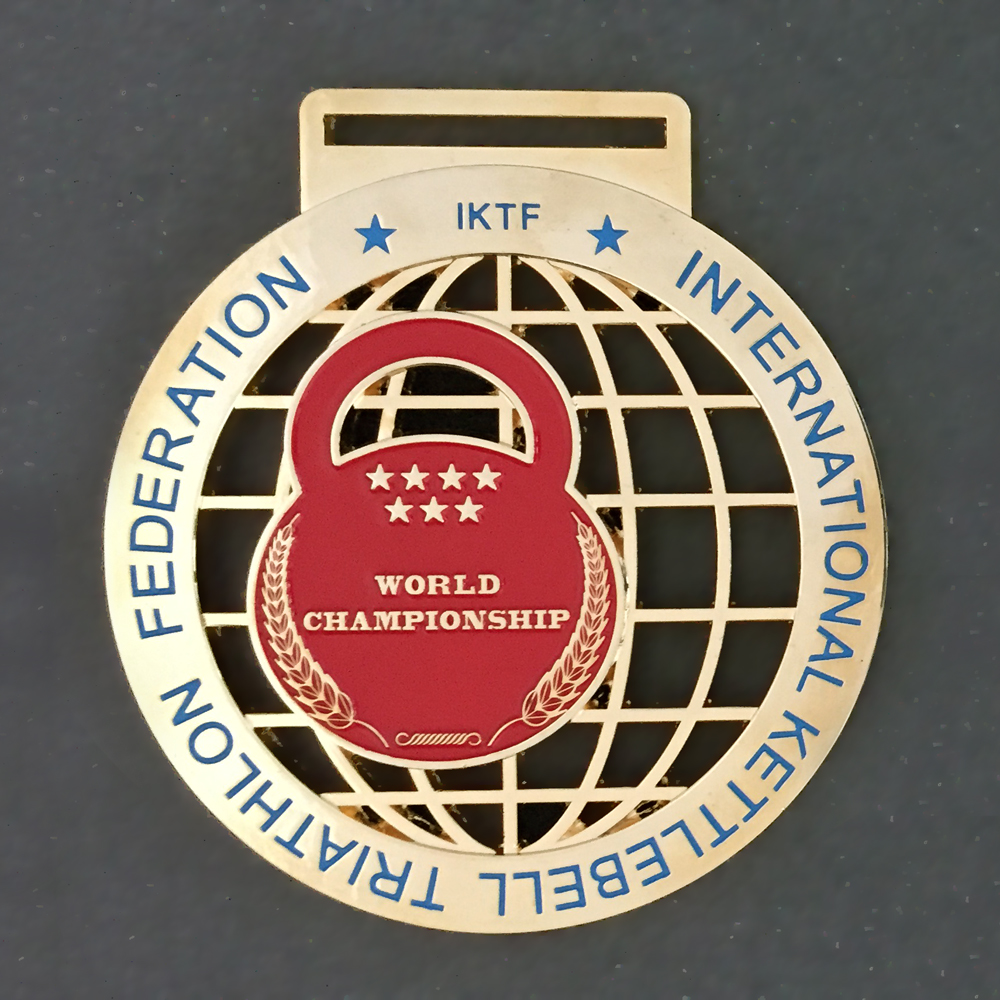 IKTF
INTERNATIONAL KETTLEBELL TRIATHLON FEDERATION
WORLD
CHAMPIONSHIP